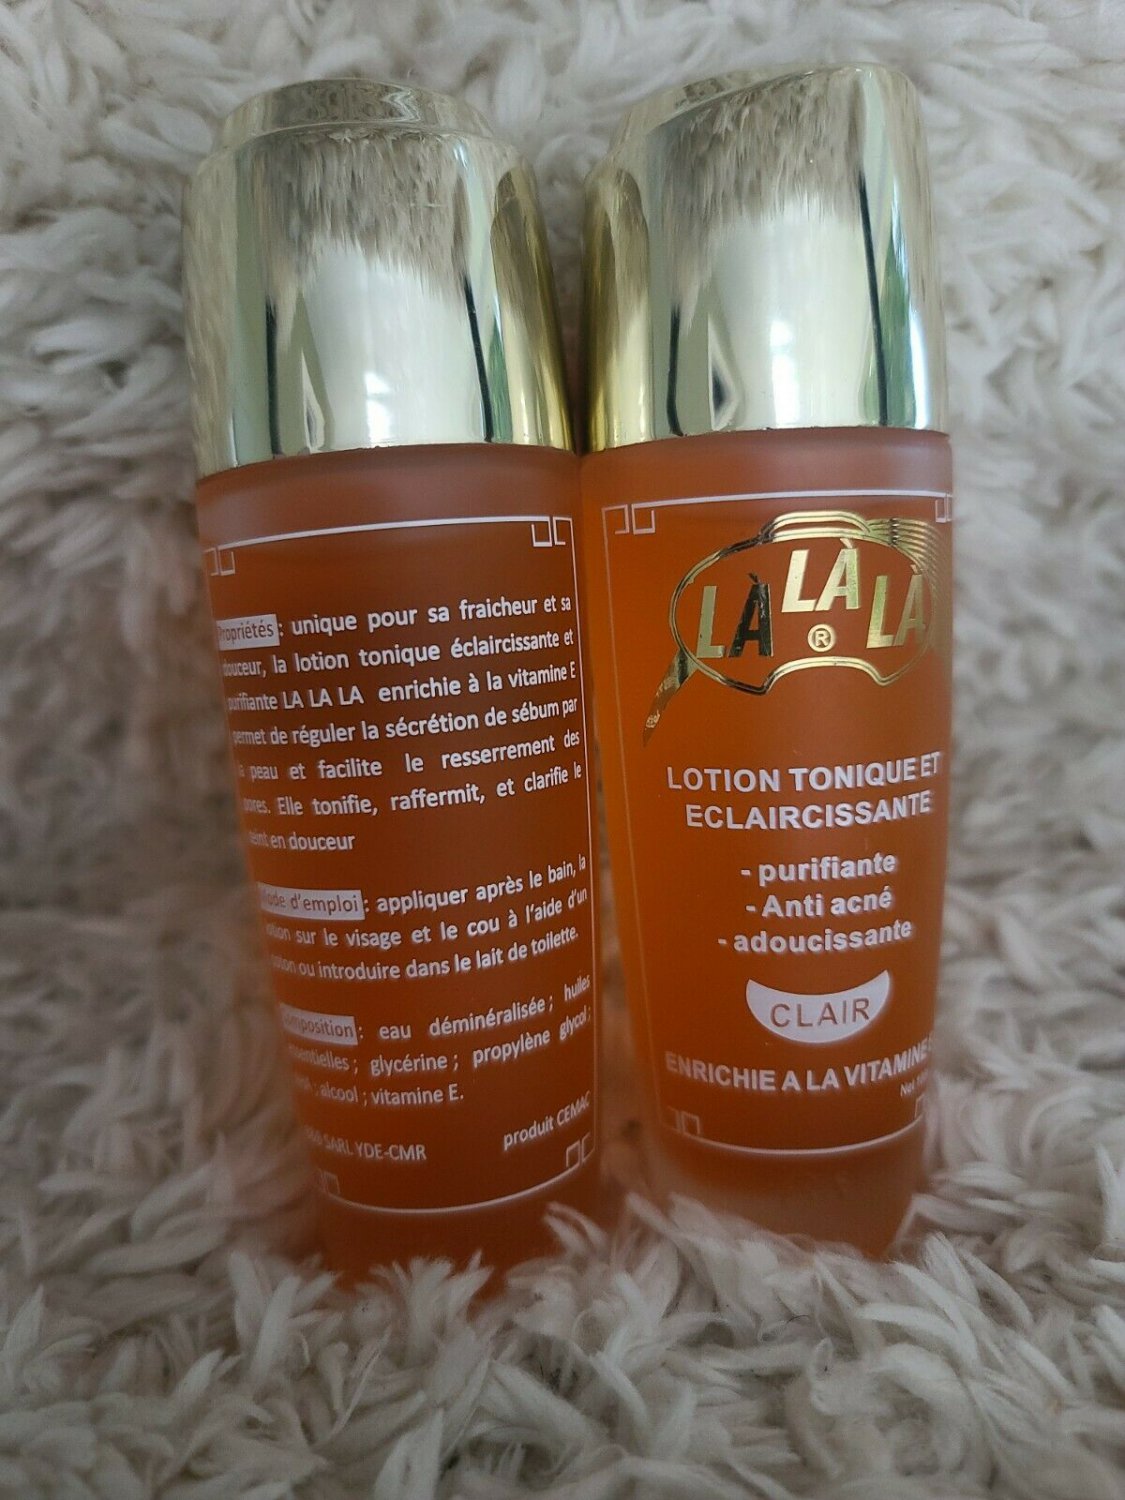 Propriétés : unique pour sa fraicheur et sa
douceur, la lotion tonique éclaircissante et
purifiante LA LA LA enrichie à la vitamine E
permet de réguler la sécrétion de sébum par
la peau et facilite le resserrement des
pores. Elle tonifie, raffermit, et clarifie le
teint en douceur
Mode d'emploi : appliquer après le bain, la
lotion sur le visage et le cou à l'aide d'un
coton ou introduire dans le lait de toilette.
Composition : eau déminéralisée ; huiles
essentielles ; glycérine ; propylène glycol ;
alcool ; vitamine E.
SARL YDE-CMR
produit CEMAC
LÀ LÀ LÀ
®
LOTION TONIQUE ET
ECLAIRCISSANTE
- purifiante
- Anti acné
- adoucissante
CLAIR
ENRICHIE A LA VITAMINE E
Net